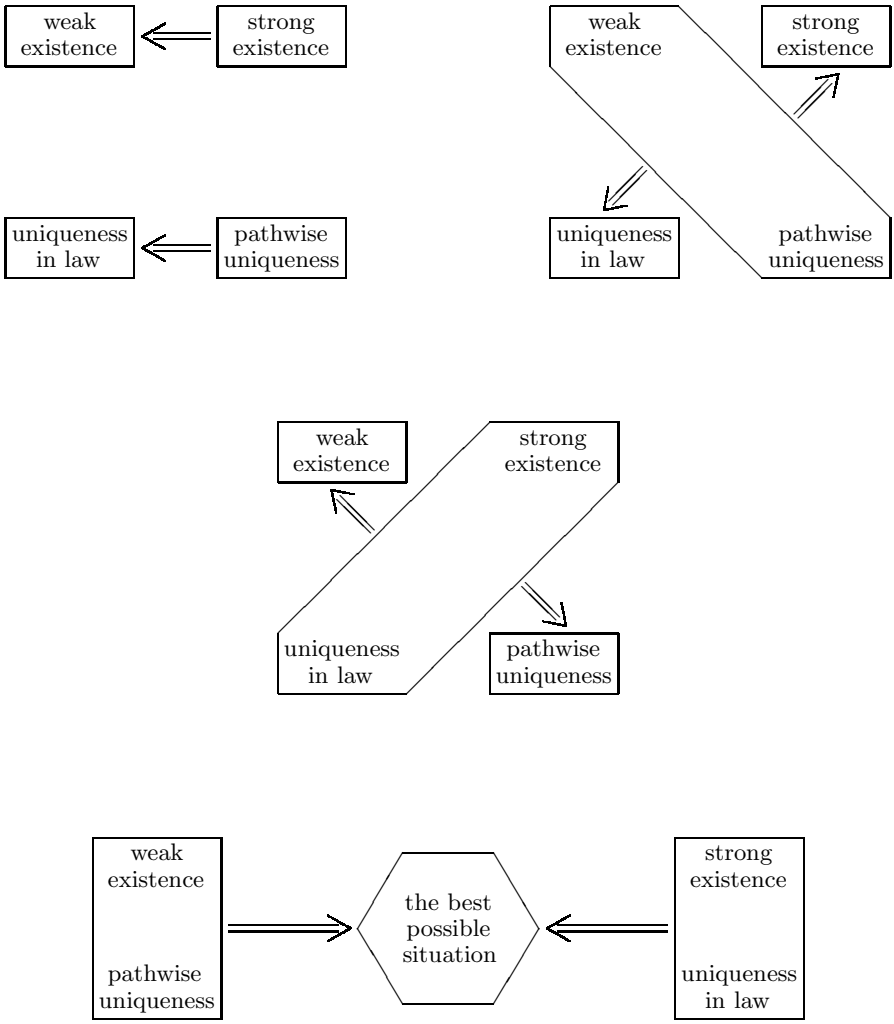 weak
existence
strong
existence
uniqueness
in law
pathwise
uniqueness
weak
existence
strong
existence
uniqueness
in law
pathwise
uniqueness
weak
existence
strong
existence
uniqueness
in law
pathwise
uniqueness
weak
existence
pathwise
uniqueness
the best
possible
situation
strong
existence
uniqueness
in law